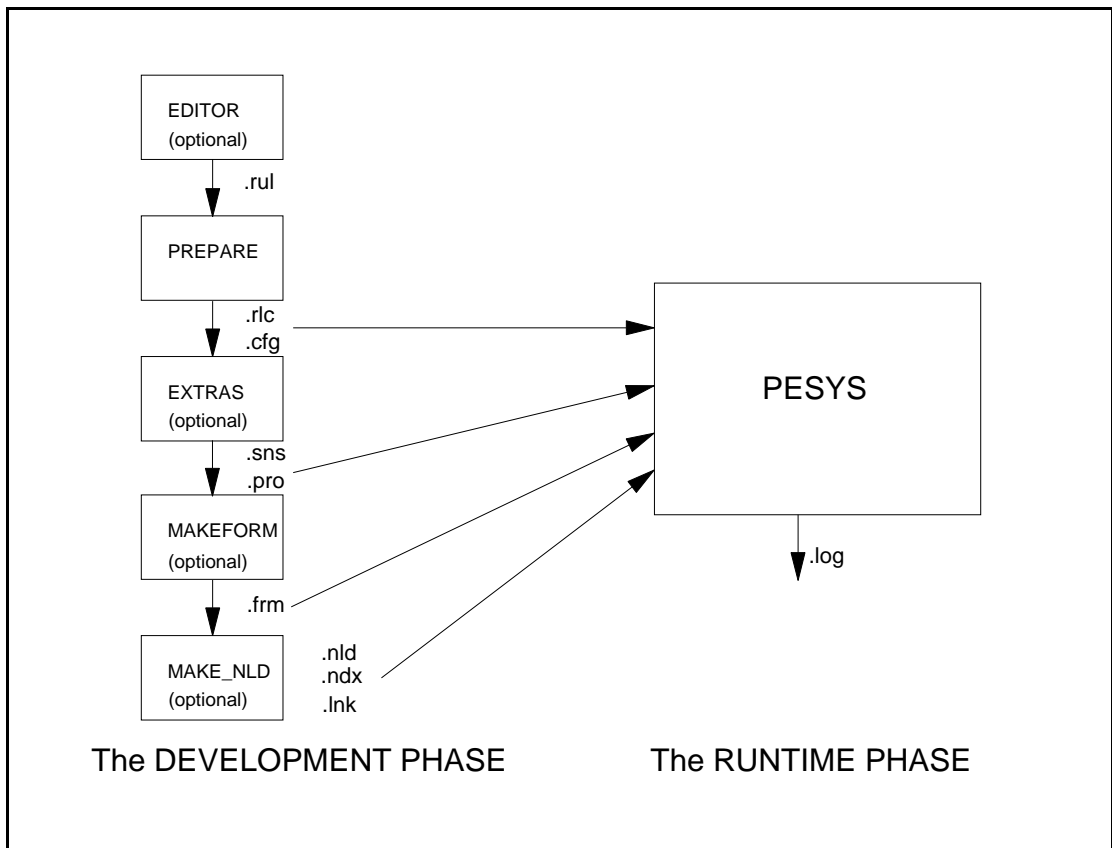 EDITOR
(optional)
.rul
PREPARE
.rlc
.cfg
EXTRAS
(optional)
.sns
.pro
MAKEFORM
(optional)
.frm
MAKE_NLD
(optional)
.nld
.ndx
.lnk
PESYS
.log
The DEVELOPMENT PHASE
The RUNTIME PHASE